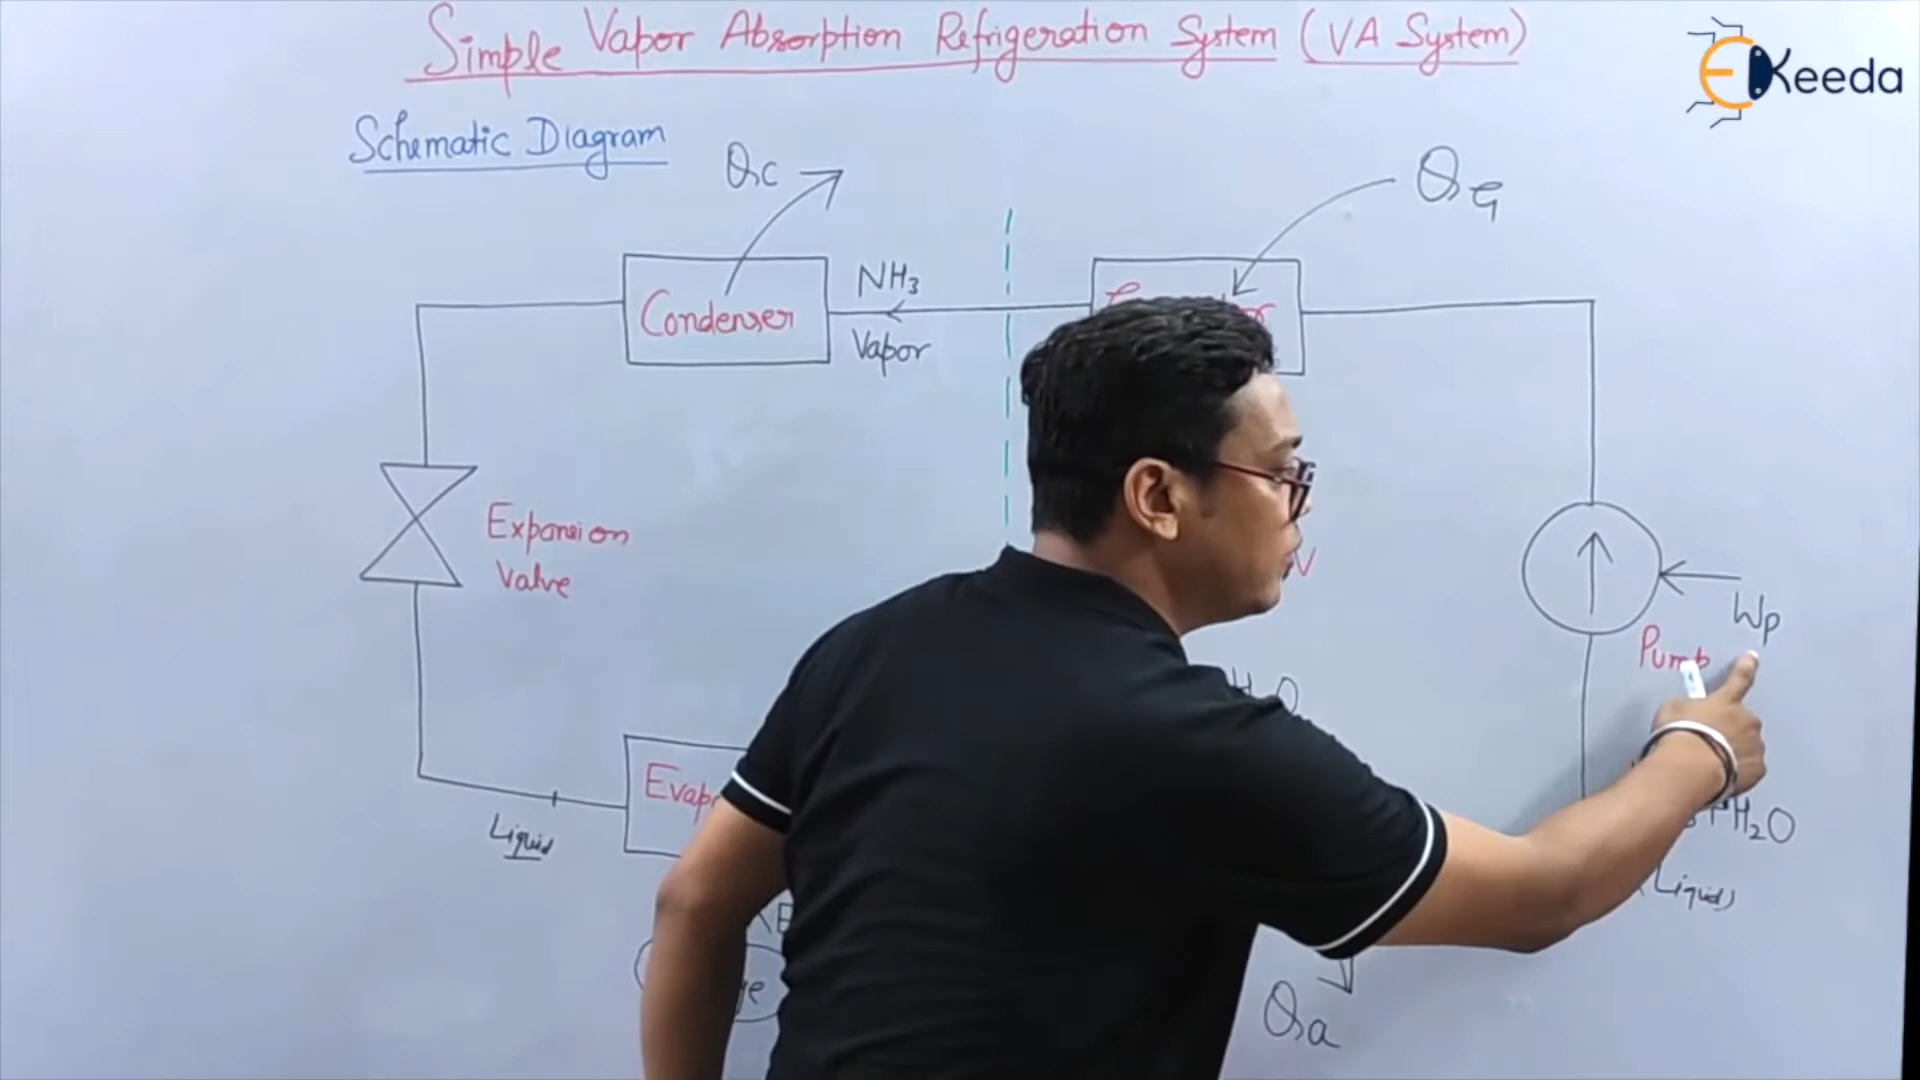 Simple Vapor Absorption Refrigeration System (VA System)
EKeeda
Schematic Diagram
Qc
QG
NH₃
Condenser
Vapor
Expansion
Valve
Wp
Pump
H₂O
Liquid
(Liquid)
Qa